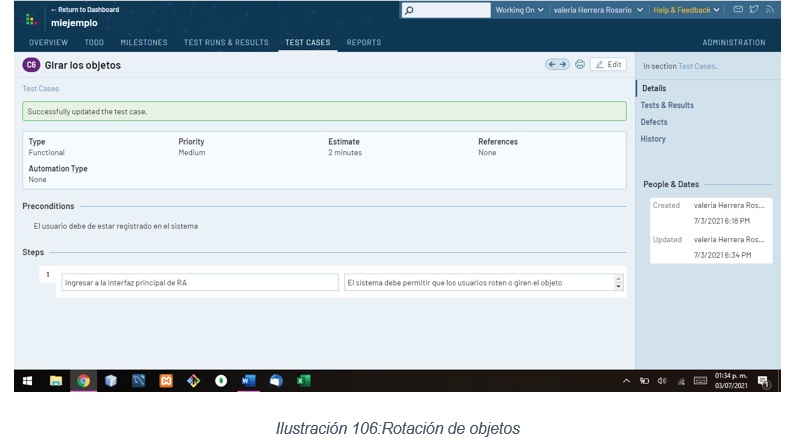 ← Return to Dashboard
miejemplo
Working On
valeria Herrera Rosario
Help & Feedback
OVERVIEW TODO MILESTONES TEST RUNS & RESULTS TEST CASES REPORTS ADMINISTRATION
C6 Girar los objetos
Edit
Test Cases
Successfully updated the test case.
Type Priority Estimate References
Functional Medium 2 minutes None
Automation Type
None
Preconditions
El usuario debe de estar registrado en el sistema
Steps
1
Ingresar a la interfaz principal de RA
El sistema debe permitir que los usuarios roten o giren el objeto
In section Test Cases.
Details
Tests & Results
Defects
History
People & Dates
Created valeria Herrera Ros...
7/3/2021 6:18 PM
Updated valeria Herrera Ros...
7/3/2021 6:34 PM
01:34 p. m.
03/07/2021
1
Ilustración 106:Rotación de objetos